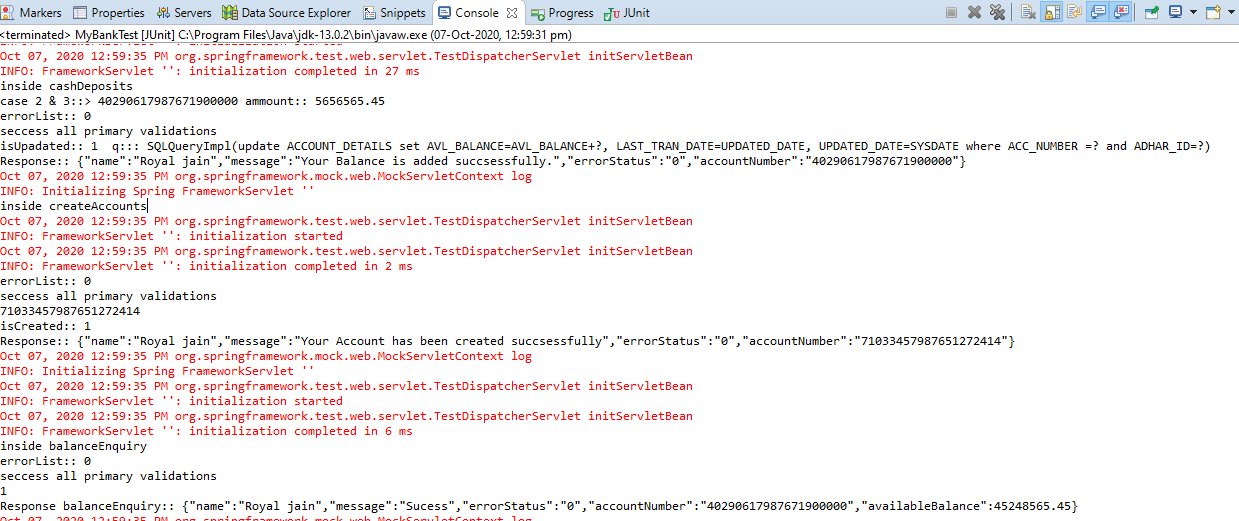 Markers Properties Servers Data Source Explorer Snippets Console Progress JUnit
<terminated> MyBankTest [JUnit] C:\Program Files\Java\jdk-13.0.2\bin\javaw.exe (07-Oct-2020, 12:59:31 pm)
Oct 07, 2020 12:59:35 PM org.springframework.test.web.servlet.TestDispatcherServlet initServletBean
INFO: FrameworkServlet '': initialization completed in 27 ms
inside cashDeposits
case 2 & 3::> 40290617987671900000 ammount:: 5656565.45
errorList:: 0
seccess all primary validations
isUpadated:: 1  q::: SQLQueryImpl(update ACCOUNT_DETAILS set AVL_BALANCE=AVL_BALANCE+?, LAST_TRAN_DATE=UPDATED_DATE, UPDATED_DATE=SYSDATE where ACC_NUMBER =? and ADHAR_ID=?)
Response:: {"name":"Royal jain","message":"Your Balance is added succsessfully.","errorStatus":"0","accountNumber":"40290617987671900000"}
Oct 07, 2020 12:59:35 PM org.springframework.mock.web.MockServletContext log
INFO: Initializing Spring FrameworkServlet ''
inside createAccounts
Oct 07, 2020 12:59:35 PM org.springframework.test.web.servlet.TestDispatcherServlet initServletBean
INFO: FrameworkServlet '': initialization started
Oct 07, 2020 12:59:35 PM org.springframework.test.web.servlet.TestDispatcherServlet initServletBean
INFO: FrameworkServlet '': initialization completed in 2 ms
errorList:: 0
seccess all primary validations
71033457987651272414
isCreated:: 1
Response:: {"name":"Royal jain","message":"Your Account has been created succsessfully","errorStatus":"0","accountNumber":"71033457987651272414"}
Oct 07, 2020 12:59:35 PM org.springframework.mock.web.MockServletContext log
INFO: Initializing Spring FrameworkServlet ''
Oct 07, 2020 12:59:35 PM org.springframework.test.web.servlet.TestDispatcherServlet initServletBean
INFO: FrameworkServlet '': initialization started
Oct 07, 2020 12:59:35 PM org.springframework.test.web.servlet.TestDispatcherServlet initServletBean
INFO: FrameworkServlet '': initialization completed in 6 ms
inside balanceEnquiry
errorList:: 0
seccess all primary validations
1
Response balanceEnquiry:: {"name":"Royal jain","message":"Sucess","errorStatus":"0","accountNumber":"40290617987671900000","availableBalance":45248565.45}
Oct 07, 2020 12:59:35 PM org.springframework.mock.web.MockServletContext log